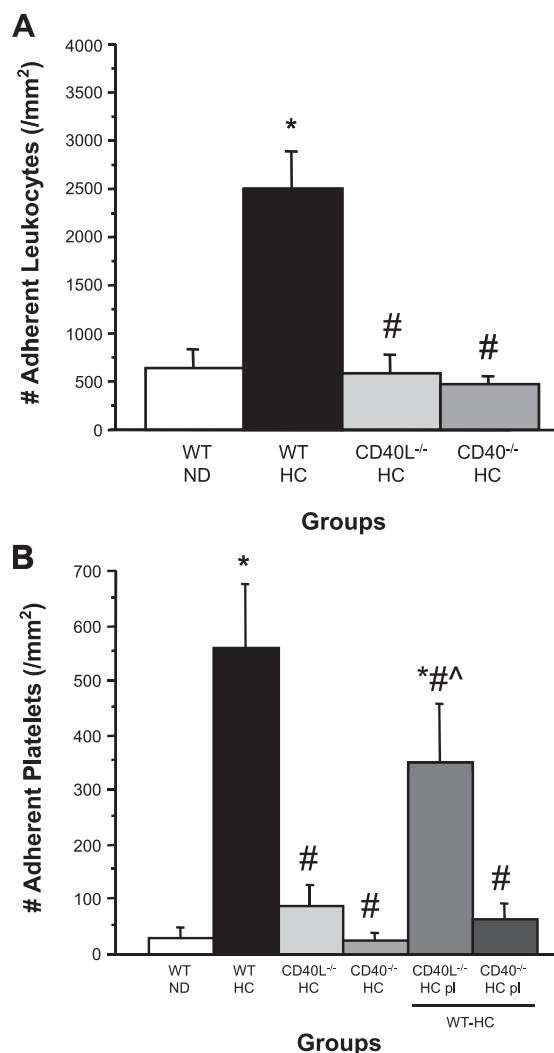 A
# Adherent Leukocytes (/mm²)
4000
3500
3000
2500
2000
1500
1000
500
0
*
#
#
WT WT CD40L⁻/⁻ CD40⁻/⁻
ND HC HC HC
Groups
B
# Adherent Platelets (/mm²)
700
600
500
400
300
200
100
0
*
#
#
*#^
#
WT WT CD40L⁻/⁻ CD40⁻/⁻ CD40L⁻/⁻ CD40⁻/⁻
ND HC HC HC HC pl HC pl
WT-HC
Groups